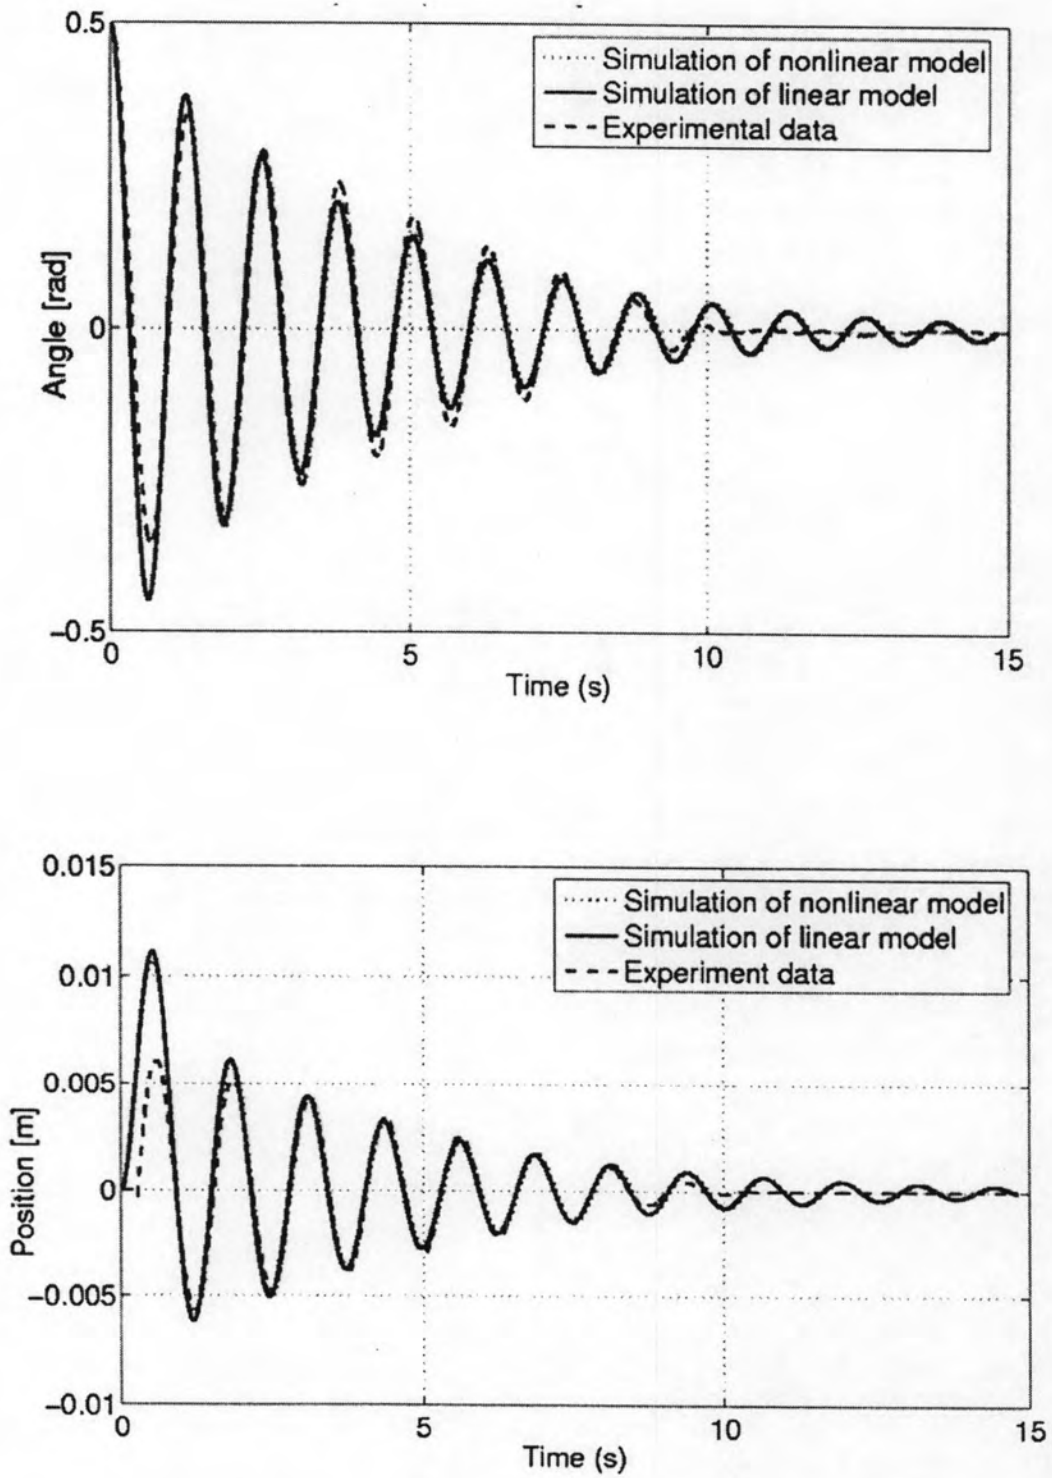 0.5
Simulation of nonlinear model
Simulation of linear model
Experimental data
Angle [rad]
0
−0.5
0
5
10
15
Time (s)
0.015
Simulation of nonlinear model
Simulation of linear model
Experiment data
0.01
0.005
Position [m]
0
−0.005
−0.01
0
5
10
15
Time (s)